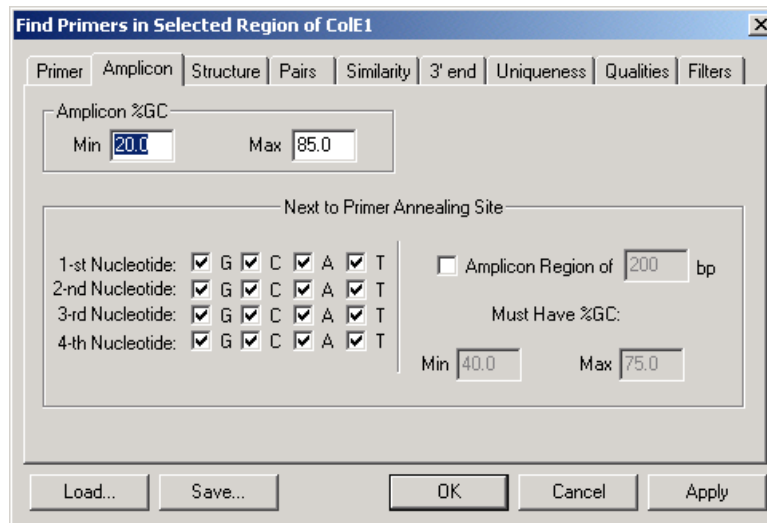 Find Primers in Selected Region of ColE1
Primer Amplicon Structure Pairs Similarity 3' end Uniqueness Qualities Filters
Amplicon %GC
Min 20.0 Max 85.0
Next to Primer Annealing Site
1-st Nucleotide: G C A T
2-nd Nucleotide: G C A T
3-rd Nucleotide: G C A T
4-th Nucleotide: G C A T
Amplicon Region of 200 bp
Must Have %GC:
Min 40.0 Max 75.0
Load... Save... OK Cancel Apply